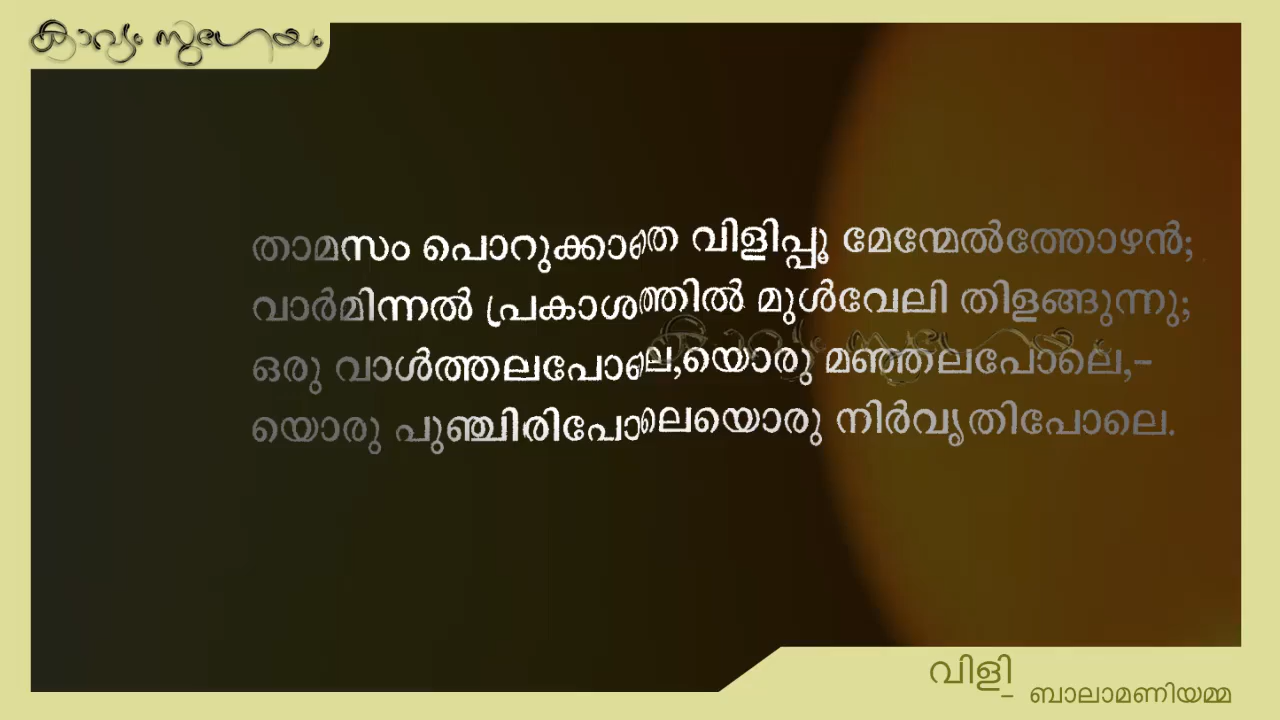 കാവ്യം സുഗേയം
താമസം പൊറുക്കാതെ വിളിപ്പൂ മേന്മേൽത്തോഴൻ;
വാർമിന്നൽ പ്രകാശത്തിൽ മുൾവേലി തിളങ്ങുന്നു;
ഒരു വാൾത്തലപോലെ,യൊരു മഞ്ഞലപോലെ,–
യൊരു പുഞ്ചിരിപോലെയൊരു നിർവൃതിപോലെ.
വിളി
– ബാലാമണിയമ്മ